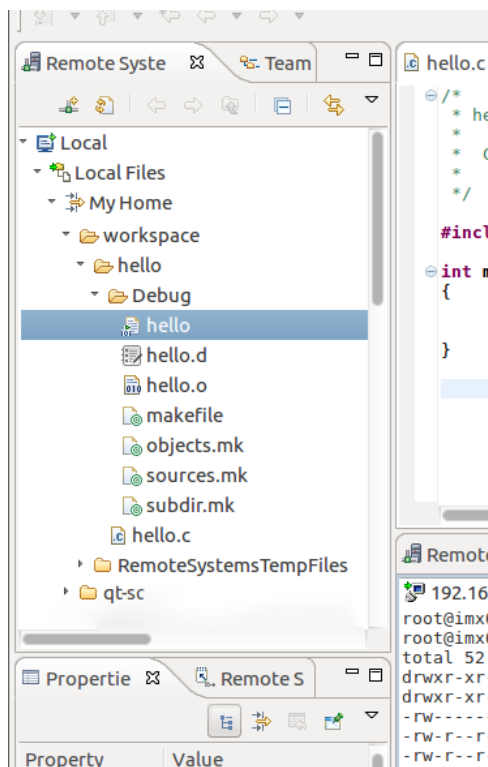 Remote Syste
Team
Local
Local Files
My Home
workspace
hello
Debug
hello
hello.d
hello.o
makefile
objects.mk
sources.mk
subdir.mk
hello.c
RemoteSystemsTempFiles
qt-sc
Propertie
Remote S
Property Value
hello.c
/*
* he
*
*
*
*/
#incl
int m
{
}
Remote
192.16
root@imx6
root@imx6
total 52
drwxr-xr-
drwxr-xr-
-rw-----
-rw-r--r-
-rw-r--r-